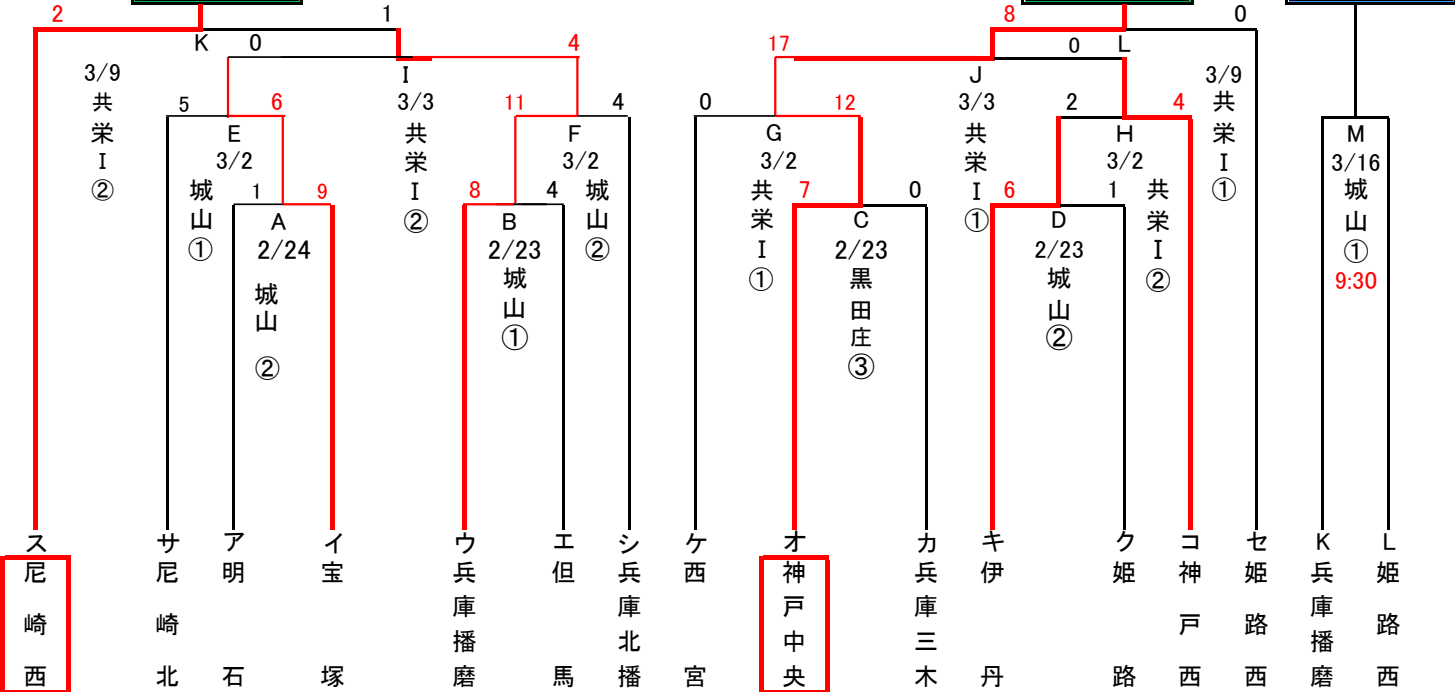 2 1 8 0
K 0 4 17 0 L
3/9 共栄Ⅰ②
I 3/3 共栄Ⅰ②
J 3/3 共栄Ⅰ①
3/9 共栄Ⅰ①
5 6 11 4 0 12 2 4
E 3/2 城山①
F 3/2 城山②
G 3/2 共栄Ⅰ①
H 3/2 共栄Ⅰ②
M 3/16 城山① 9:30
1 9 8 4 7 0 6 1
A 2/24 城山②
B 2/23 城山①
C 2/23 黒田庄③
D 2/23 城山②
ス 尼崎西
サ 尼崎北
ア 明石
イ 宝塚
ウ 兵庫播磨
エ 但馬
シ 兵庫北播
ケ 西宮
オ 神戸中央
カ 兵庫三木
キ 伊丹
ク 姫路
コ 神戸西
セ 姫路西
K 兵庫播磨
L 姫路西